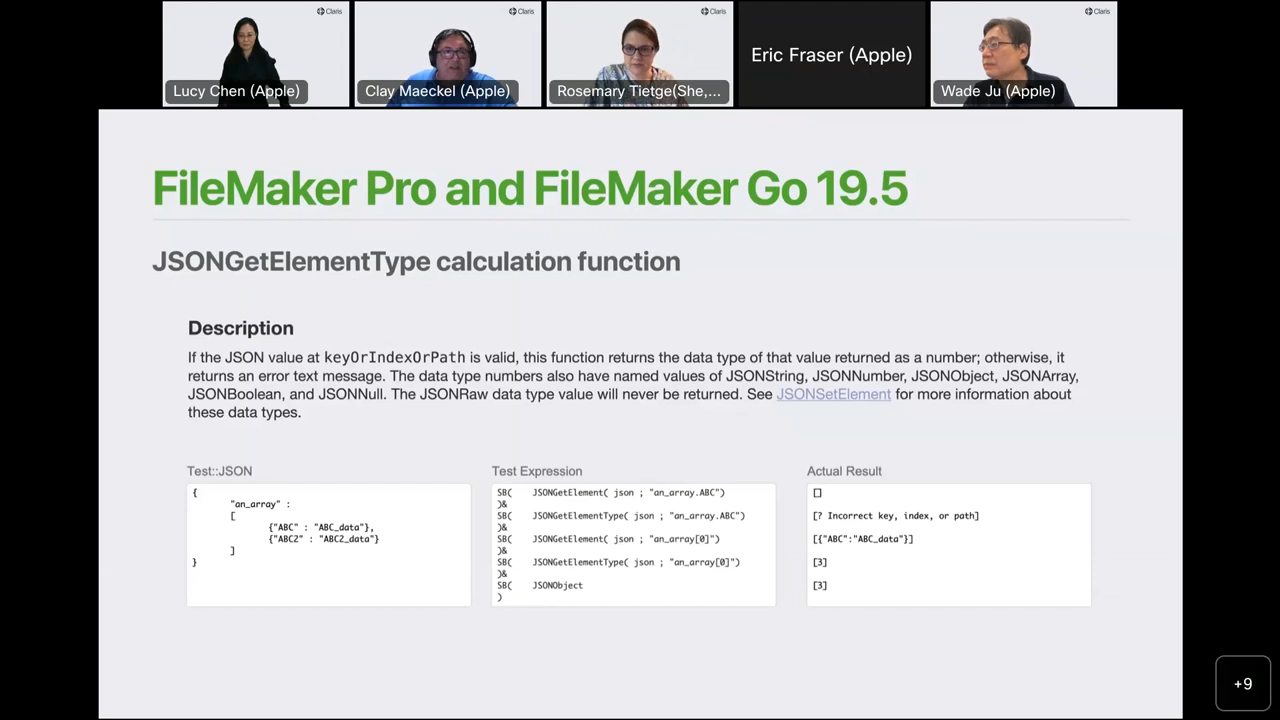 Claris
Claris
Claris
Claris
Lucy Chen (Apple)
Clay Maeckel (Apple)
Rosemary Tietge(She,...
Eric Fraser (Apple)
Wade Ju (Apple)
FileMaker Pro and FileMaker Go 19.5
JSONGetElementType calculation function
Description
If the JSON value at keyOrIndexOrPath is valid, this function returns the data type of that value returned as a number; otherwise, it
returns an error text message. The data type numbers also have named values of JSONString, JSONNumber, JSONObject, JSONArray,
JSONBoolean, and JSONNull. The JSONRaw data type value will never be returned. See JSONSetElement for more information about
these data types.
Test::JSON
{
"an_array" :
[
{"ABC" : "ABC_data"},
{"ABC2" : "ABC2_data"}
]
}
Test Expression
SB( JSONGetElement( json ; "an_array.ABC")
)&
SB( JSONGetElementType( json ; "an_array.ABC")
)&
SB( JSONGetElement( json ; "an_array[0]")
)&
SB( JSONGetElementType( json ; "an_array[0]")
)&
SB( JSONObject
)
Actual Result
[]
[? Incorrect key, index, or path]
[{"ABC":"ABC_data"}]
[3]
[3]
+9